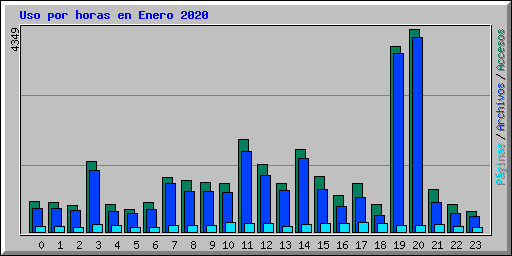 Uso por horas en Enero 2020
4349
Páginas / Archivos / Accesos
0 1 2 3 4 5 6 7 8 9 10 11 12 13 14 15 16 17 18 19 20 21 22 23